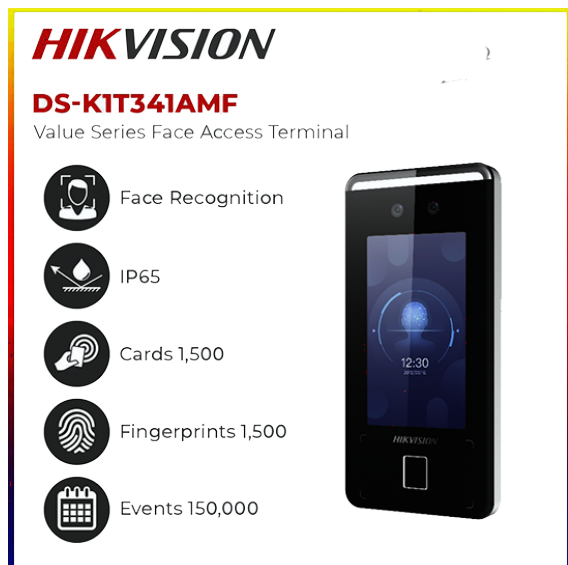 HIKVISION
DS-K1T341AMF
Value Series Face Access Terminal
Face Recognition
IP65
Cards 1,500
Fingerprints 1,500
Events 150,000
12:30
HIKVISION